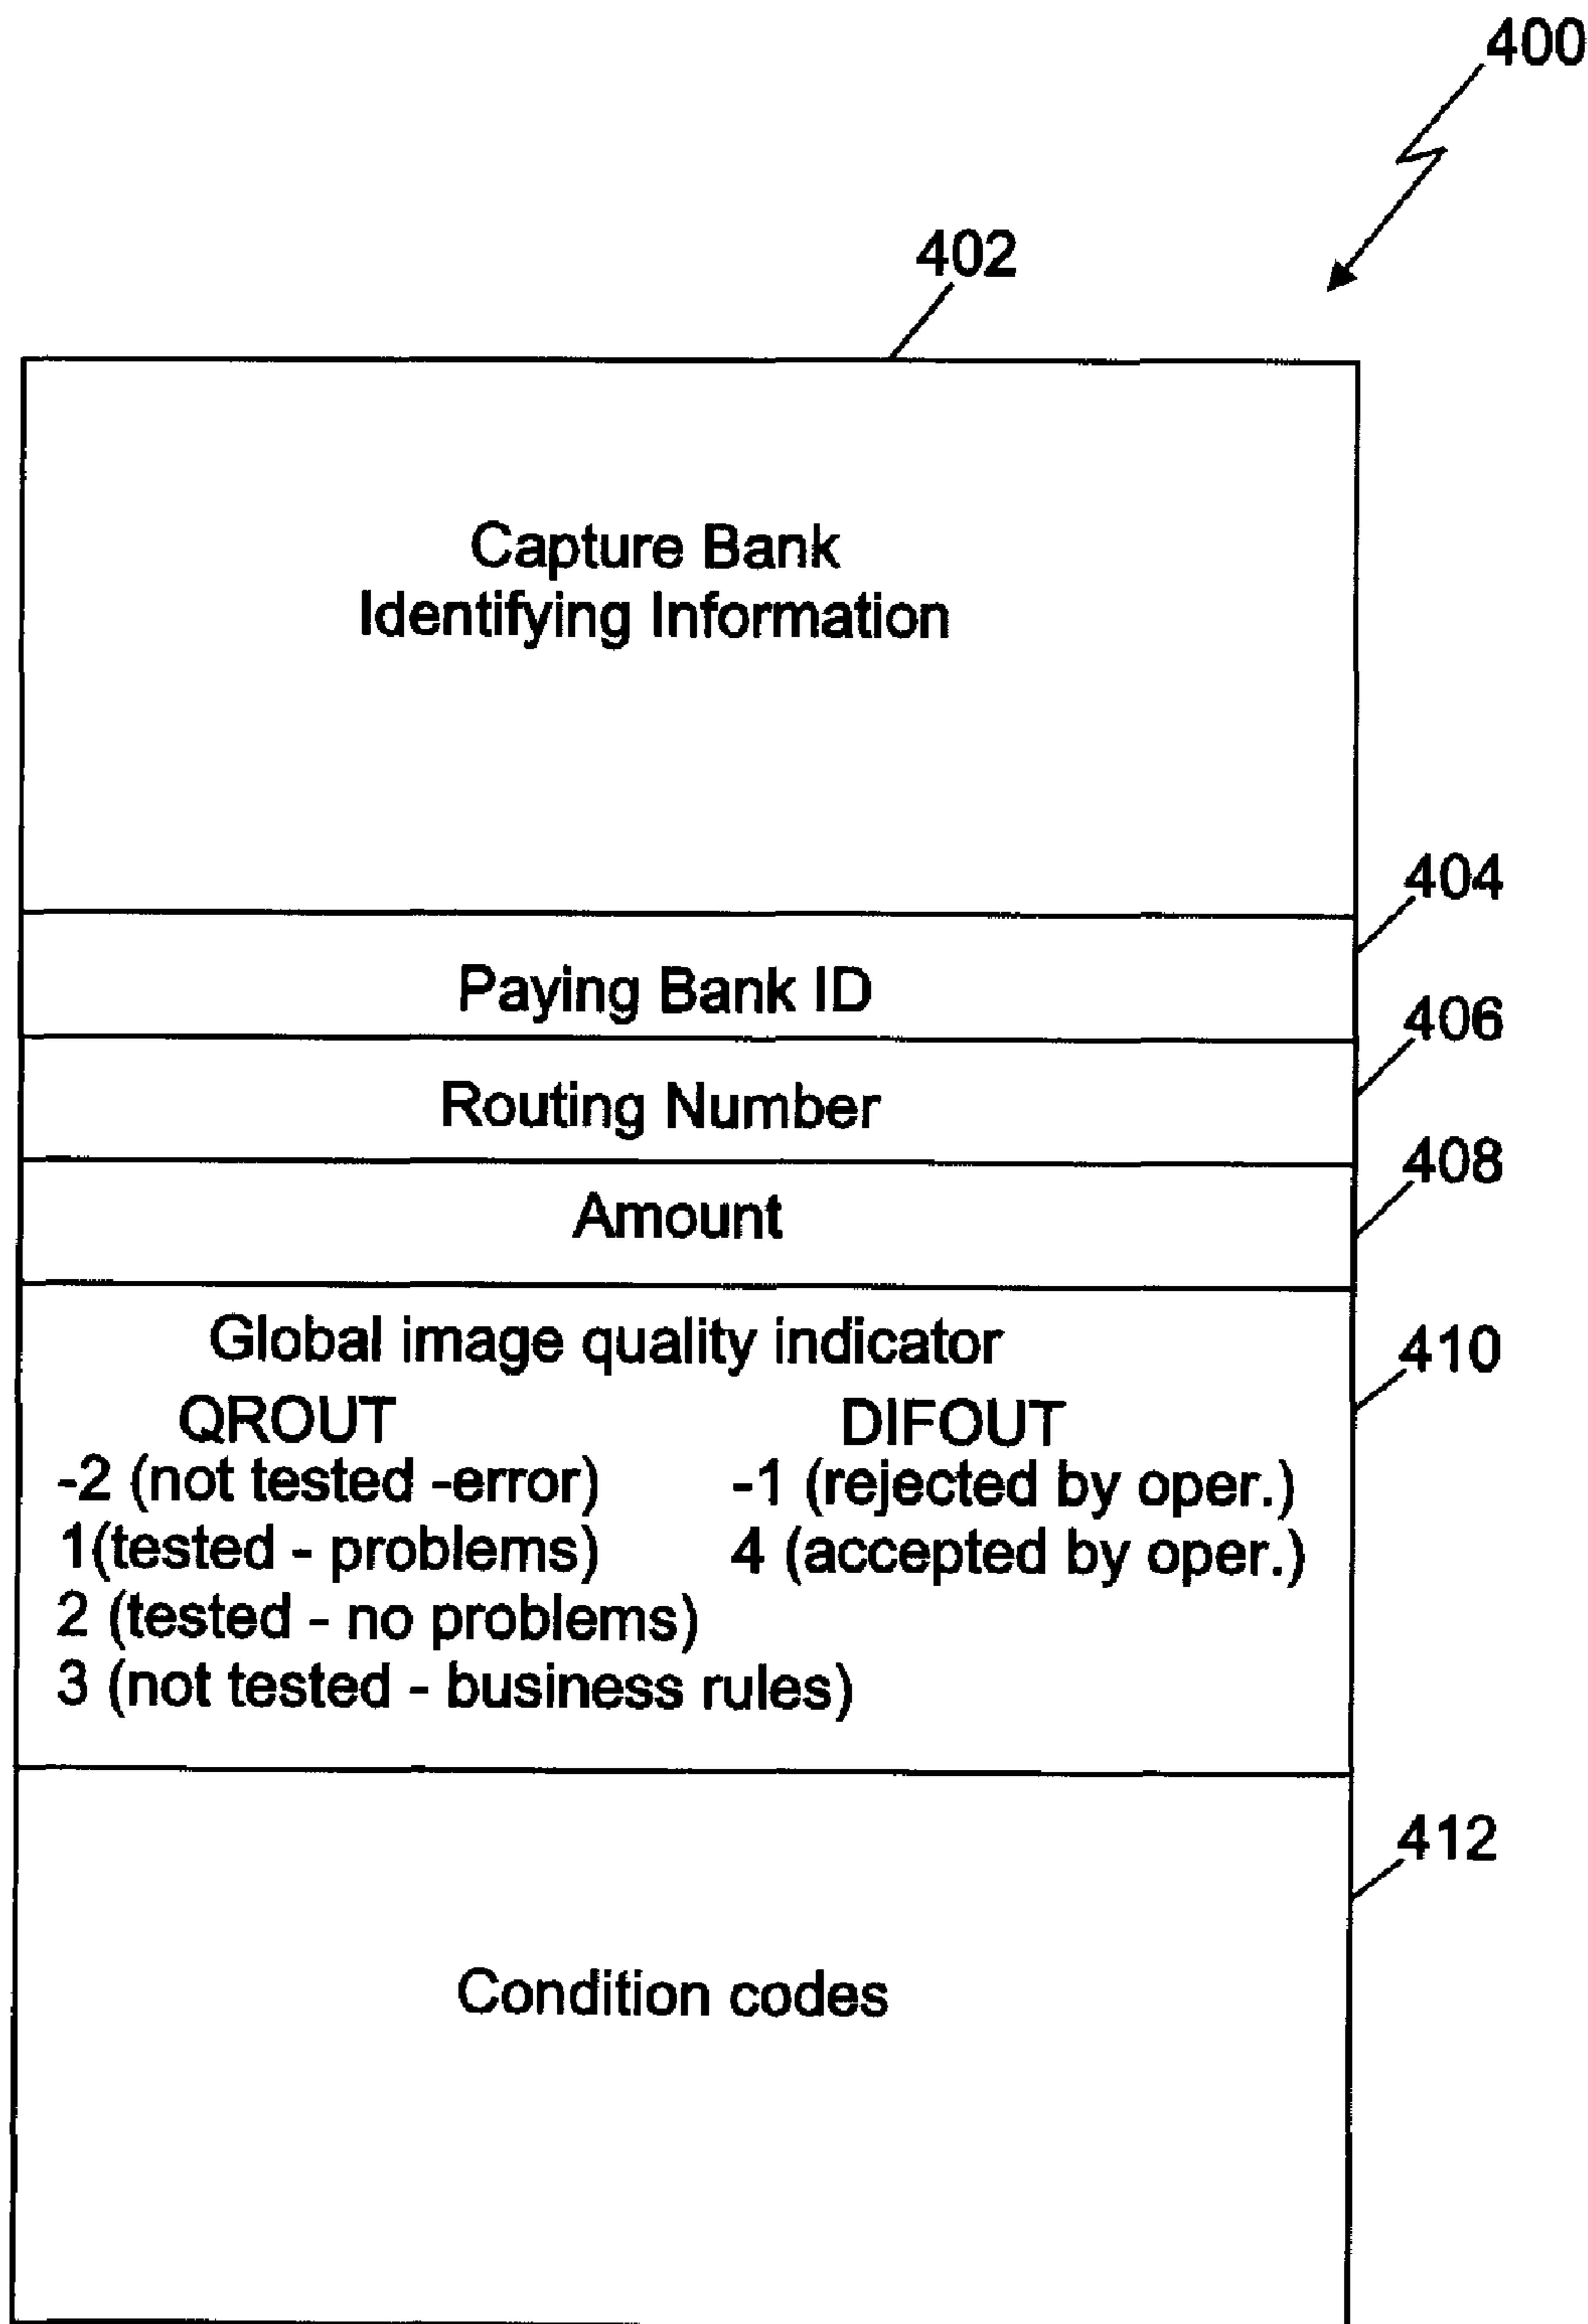 400
402
Capture Bank
Identifying Information
404
Paying Bank ID
406
Routing Number
408
Amount
410
Global image quality indicator
QROUT DIFOUT
-2 (not tested -error) -1 (rejected by oper.)
1(tested - problems) 4 (accepted by oper.)
2 (tested - no problems)
3 (not tested - business rules)
412
Condition codes